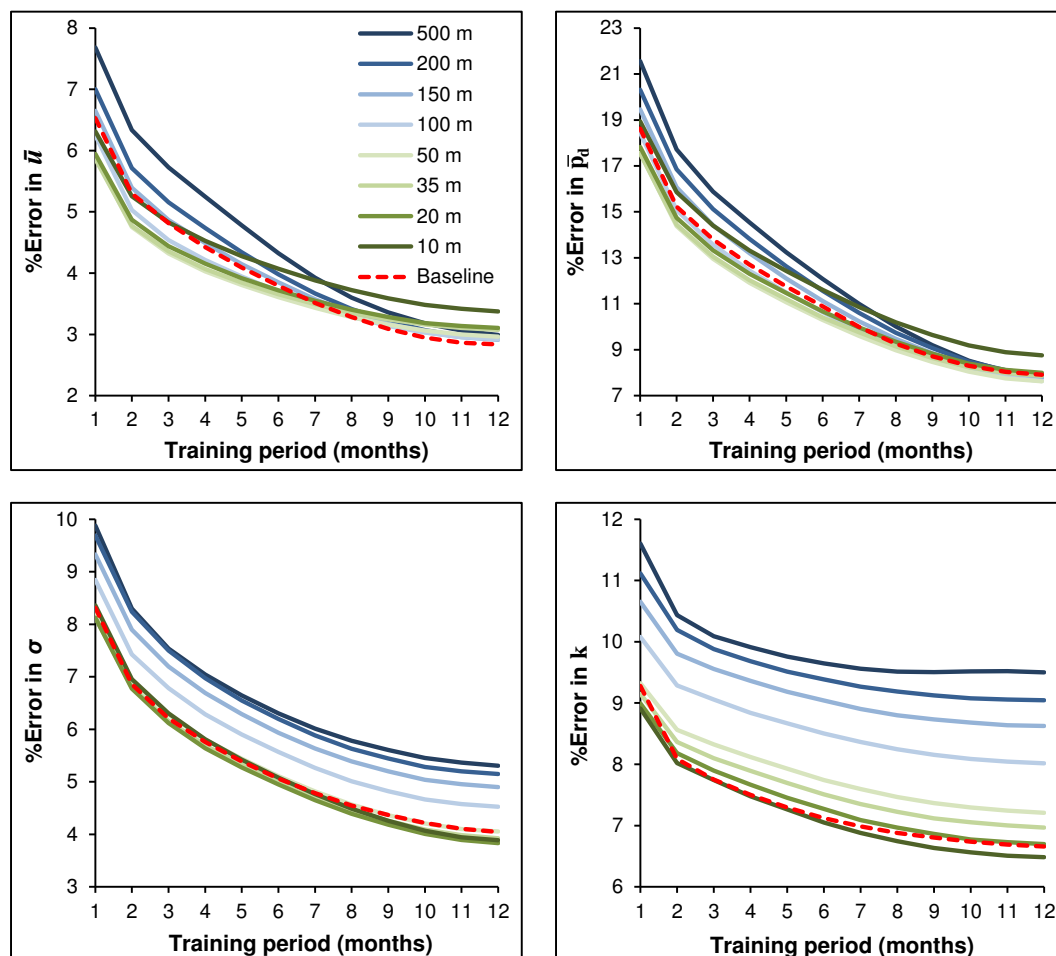 %Error in ū
8
7
6
5
4
3
2
1 2 3 4 5 6 7 8 9 10 11 12
Training period (months)
500 m
200 m
150 m
100 m
50 m
35 m
20 m
10 m
Baseline
%Error in p̄d
23
21
19
17
15
13
11
9
7
1 2 3 4 5 6 7 8 9 10 11 12
Training period (months)
%Error in σ
10
9
8
7
6
5
4
3
1 2 3 4 5 6 7 8 9 10 11 12
Training period (months)
%Error in k
12
11
10
9
8
7
6
1 2 3 4 5 6 7 8 9 10 11 12
Training period (months)